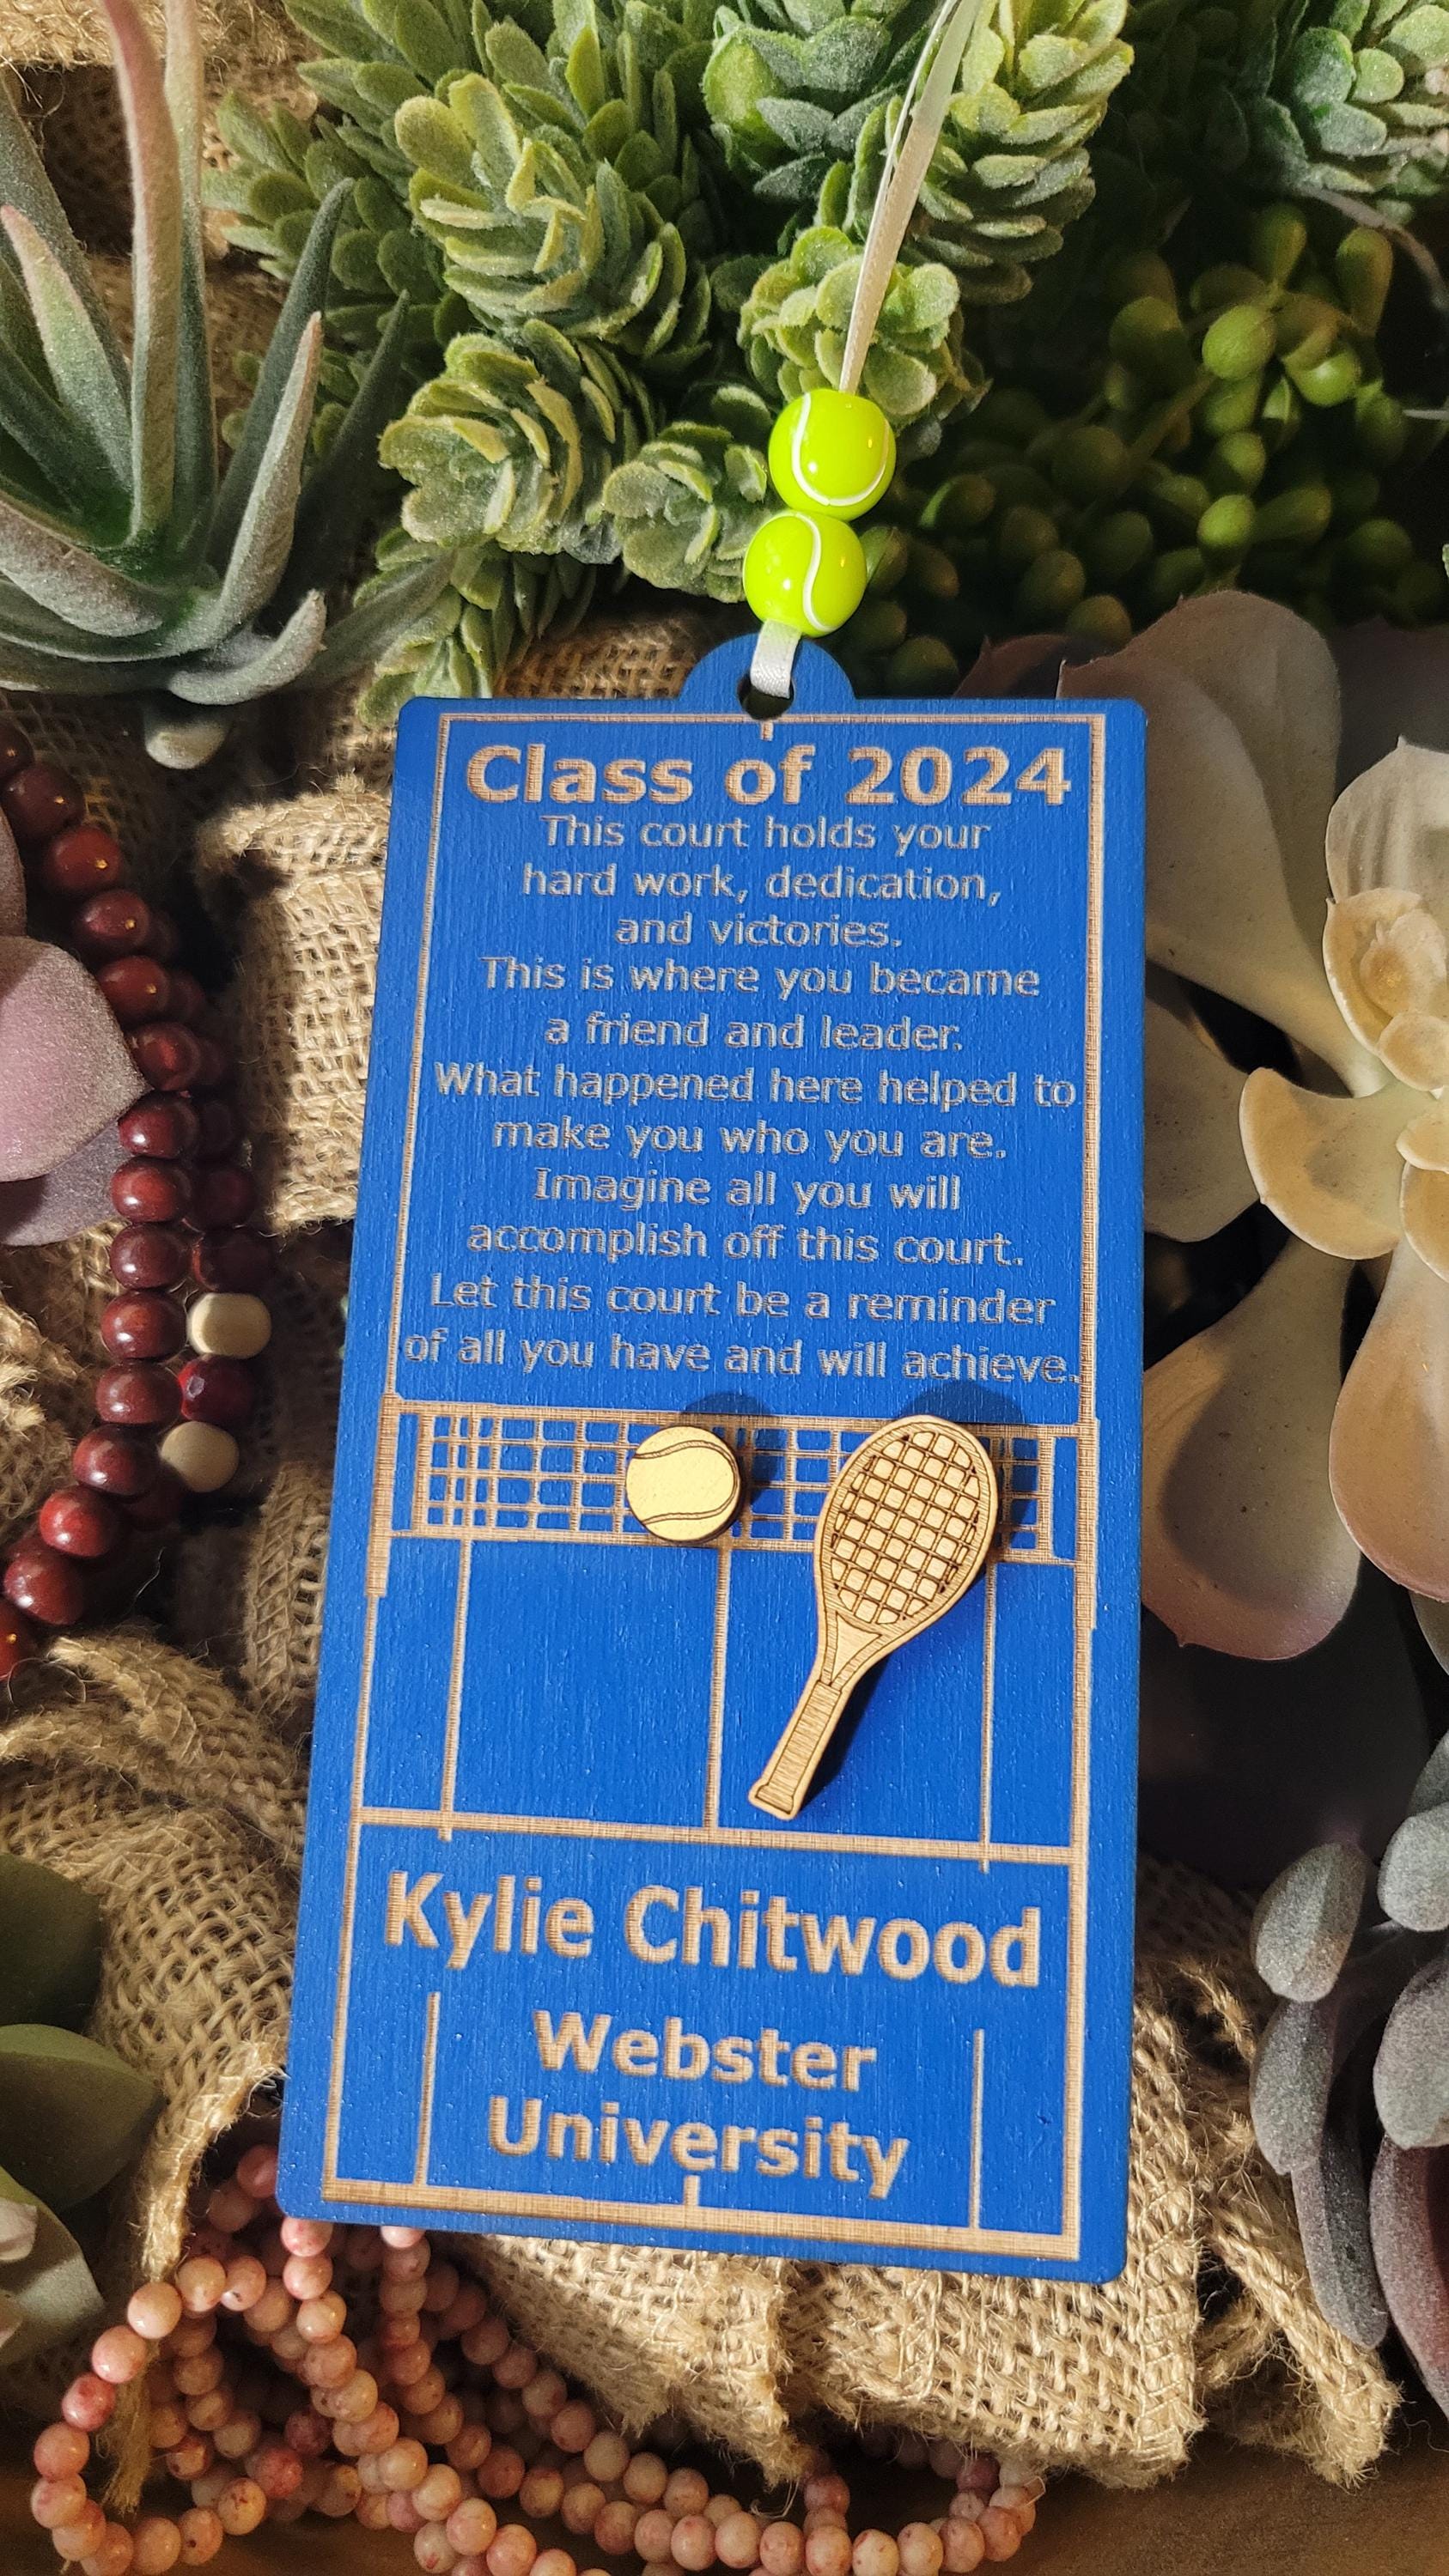 Class of 2024
This court holds your
hard work, dedication,
and victories.
This is where you became
a friend and leader.
What happened here helped to
make you who you are.
Imagine all you will
accomplish off this court.
Let this court be a reminder
of all you have and will achieve.
Kylie Chitwood
Webster
University